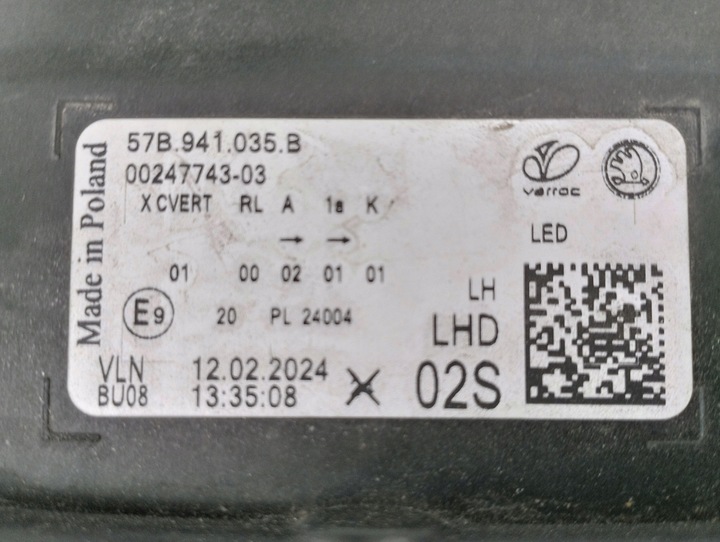 Made in Poland
57B.941.035.B
00247743-03
varroc
X CVERT RL A 1a K
→ →
LED
01 00 02 01 01
LH
E9 20 PL 24004
LHD
VLN 12.02.2024
BU08 13:35:08
02S